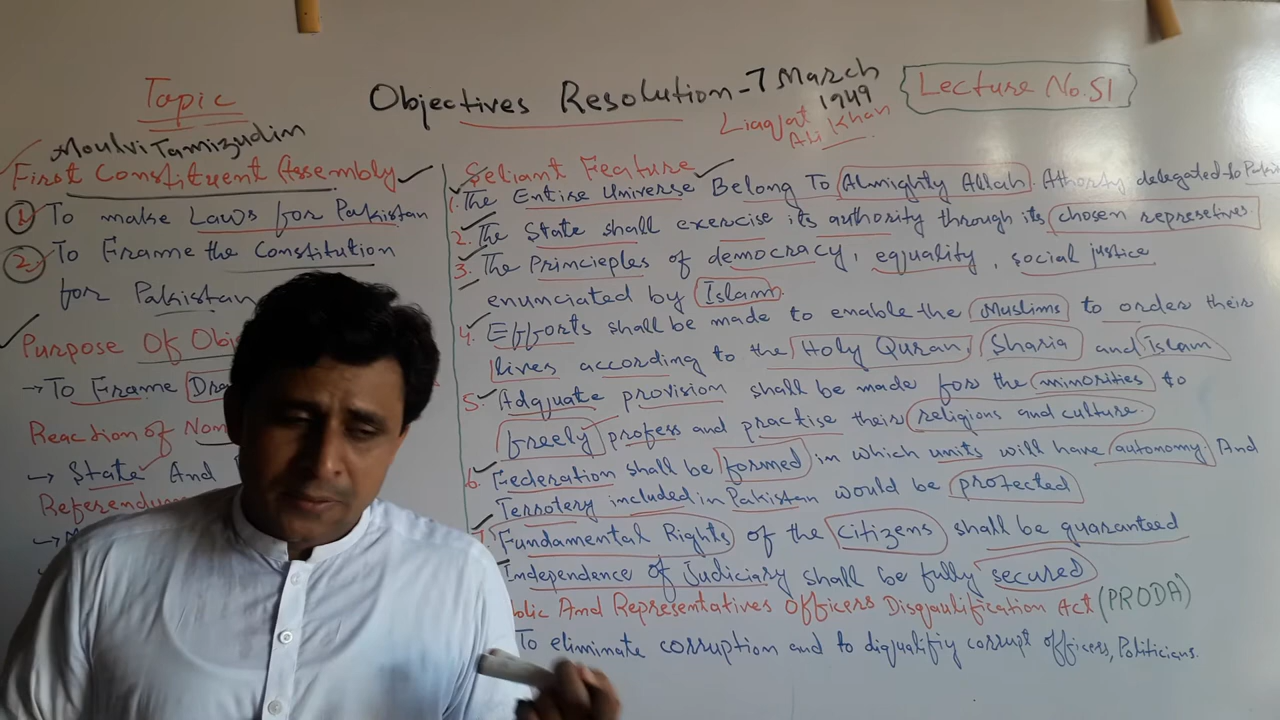 Topic
Objectives Resolution - 7 March
1949
Liaqat
Ali Khan
Lecture No. 51
Moulvi Tamizudin
First Constituent Assembly
1 To make Laws for Pakistan
2 To Frame the Constitution
for Pakistan
Purpose Of Obj
→ To Frame Dra
Reaction of Non
→ State And
Referendum
Seliant Feature
1. The Entire Universe Belong To Almighty Allah. Athority delegated to Pakis
2. The State shall exercise its authority through its chosen represetives.
3. The Principles of democracy, equality, social justice
enunciated by Islam.
4. Efforts shall be made to enable the Muslims to order their
lives according to the Holy Quran, Sharia and Islam
5. Adquate provision shall be made for the minorities to
freely profess and practise their religions and culture.
6. Federation shall be formed in which units will have autonomy And
Terrotery included in Pakistan would be protected
7. Fundamental Rights of the Citizens shall be guaranteed
Independence of Judiciary shall be fully secured
blic And Representatives Officers Disqaulification Act (PRODA)
To eliminate corruption and to disqalifiy corrupt officers, Politicians.